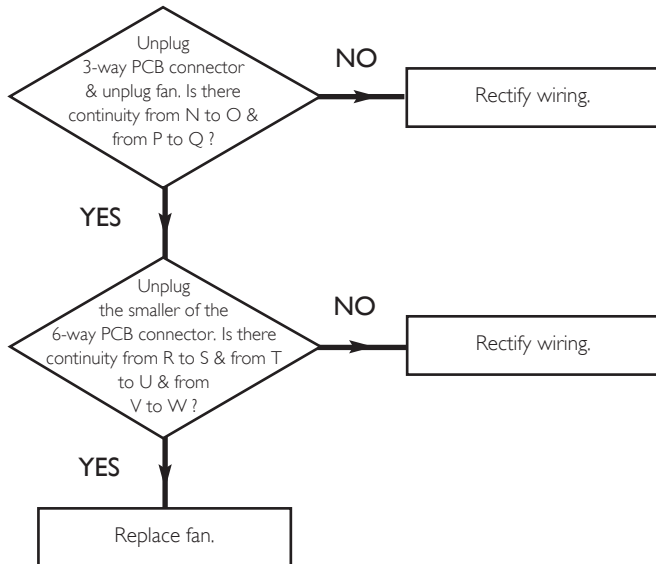 Unplug
3-way PCB connector
& unplug fan. Is there
continuity from N to O &
from P to Q ?
NO
Rectify wiring.
YES
Unplug
the smaller of the
6-way PCB connector. Is there
continuity from R to S & from T
to U & from
V to W ?
NO
Rectify wiring.
YES
Replace fan.